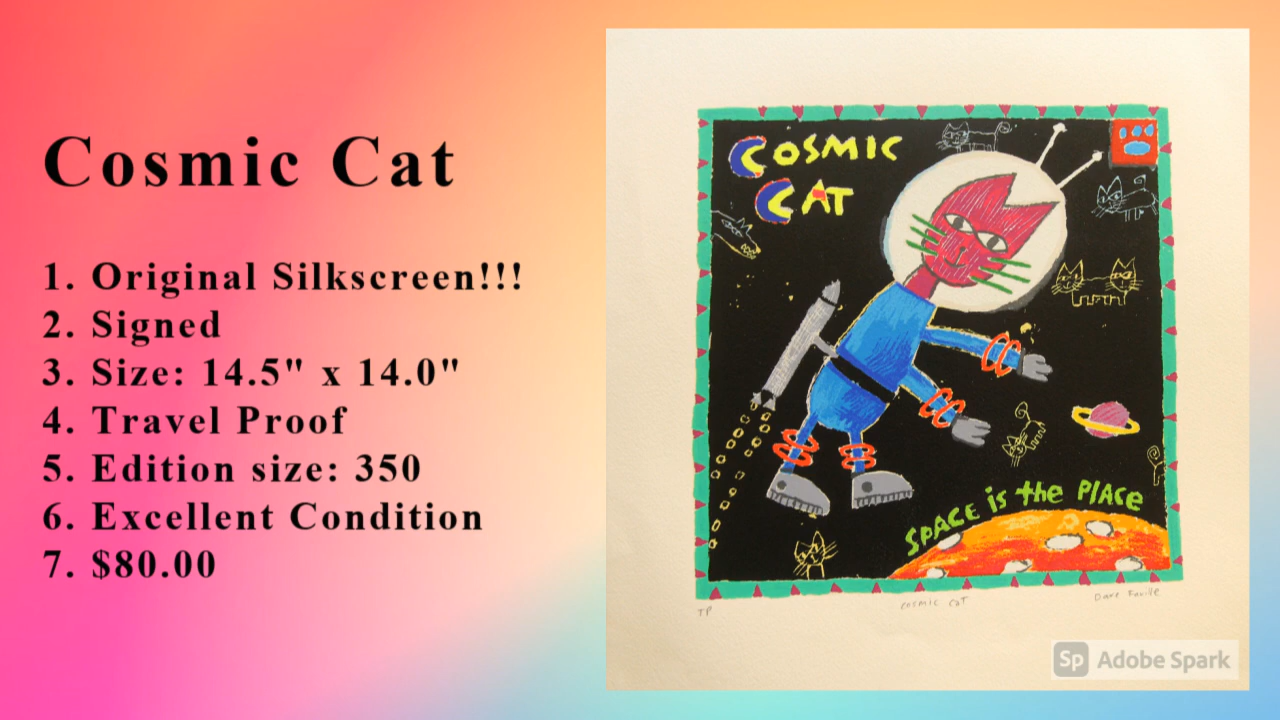 Cosmic Cat
1. Original Silkscreen!!!
2. Signed
3. Size: 14.5" x 14.0"
4. Travel Proof
5. Edition size: 350
6. Excellent Condition
7. $80.00
COSMIC
CAT
SPACE is the PLACE
TP cosmic cat Dave
Sp Adobe Spark